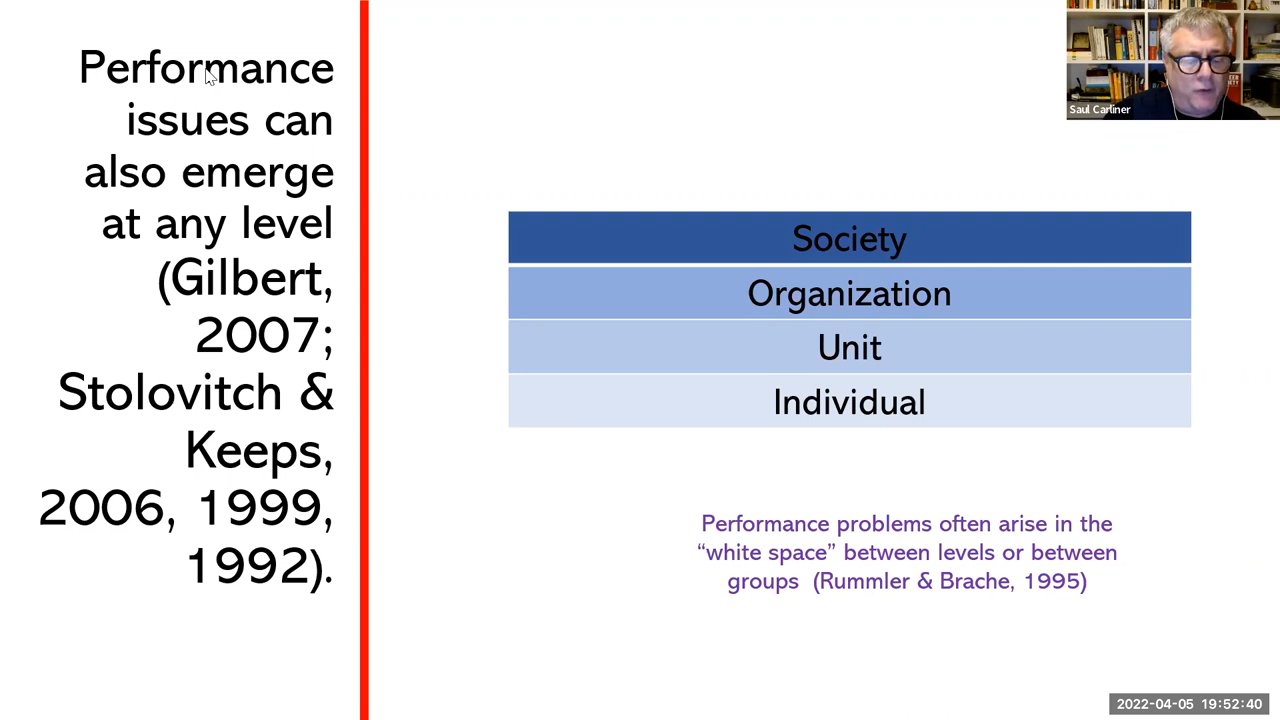 Performance
issues can
also emerge
at any level
(Gilbert,
2007;
Stolovitch &
Keeps,
2006, 1999,
1992).
Saul Carliner
Society
Organization
Unit
Individual
Performance problems often arise in the
“white space” between levels or between
groups (Rummler & Brache, 1995)
2022-04-05 19:52:40